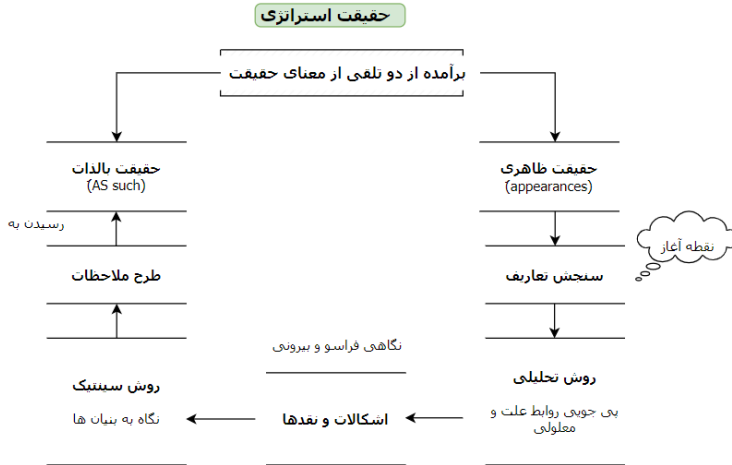 حقیقت استراتژی
برآمده از دو تلقی از معنای حقیقت
حقیقت ظاهری
(appearances)
حقیقت بالذات
(AS such)
رسیدن به
نقطه آغاز
سنجش تعاریف
طرح ملاحظات
نگاهی فراسو و بیرونی
روش تحلیلی
پی جویی روابط علت و
معلولی
اشکالات و نقدها
روش سینتیک
نگاه به بنیان ها